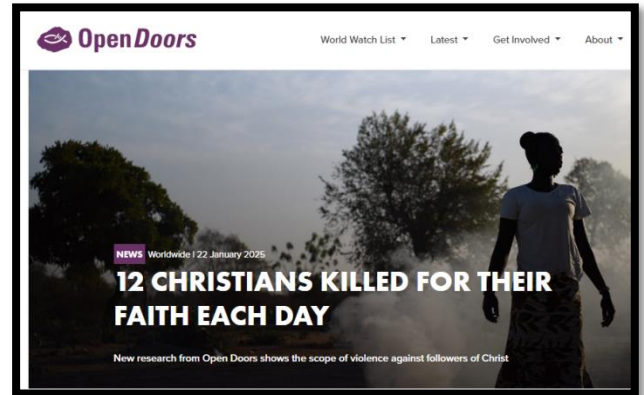 Open Doors
World Watch List Latest Get Involved About
NEWS Worldwide | 22 January 2025
12 CHRISTIANS KILLED FOR THEIR
FAITH EACH DAY
New research from Open Doors shows the scope of violence against followers of Christ